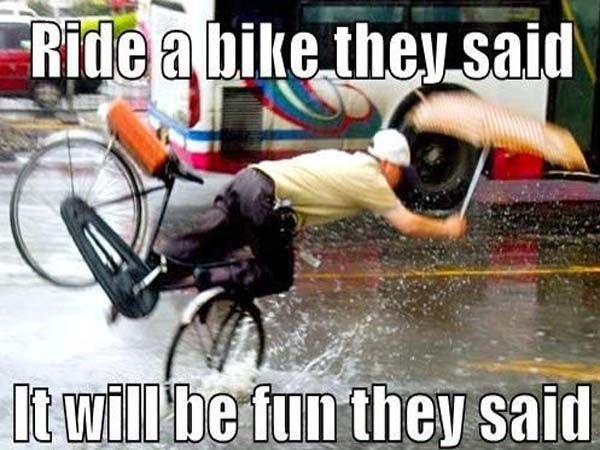 Ride a bike they said
It will be fun they said